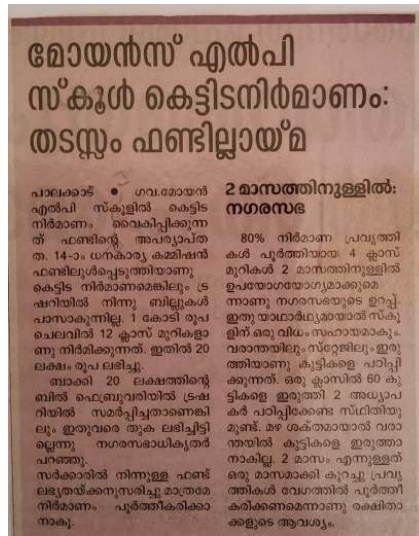 മോയൻസ് എൽപി
സ്കൂൾ കെട്ടിടനിർമാണം:
തടസ്സം ഫണ്ടില്ലായ്മ
പാലക്കാട് ● ഗവ.മോയൻ
എൽപി സ്കൂളിൽ കെട്ടിട
നിർമാണം വൈകിപ്പിക്കുന്ന
ത് ഫണ്ടിന്റെ അപര്യാപ്ത
ത. 14-ാം ധനകാര്യ കമ്മിഷൻ
ഫണ്ടിലുൾപ്പെടുത്തിയാണു
കെട്ടിട നിർമാണമെങ്കിലും ട്ര
ഷറിയിൽ നിന്നു ബില്ലുകൾ
പാസാകുന്നില്ല. 1 കോടി രൂപ
ചെലവിൽ 12 ക്ലാസ് മുറികളാ
ണു നിർമിക്കുന്നത്. ഇതിൽ 20
ലക്ഷം രൂപ ലഭിച്ചു.
ബാക്കി 20 ലക്ഷത്തിന്റെ
ബിൽ ഫെബ്രുവരിയിൽ ട്രഷ
റിയിൽ സമർപ്പിച്ചതാണെങ്കി
ലും ഇതുവരെ തുക ലഭിച്ചിട്ടി
ല്ലെന്നു നഗരസഭാധികൃതർ
പറഞ്ഞു.
സർക്കാരിൽ നിന്നുള്ള ഫണ്ട്
ലഭ്യതയ്ക്കനുസരിച്ചു മാത്രമേ
നിർമാണം പൂർത്തീകരിക്കാ
നാകൂ.
2 മാസത്തിനുള്ളിൽ:
നഗരസഭ
80% നിർമാണ പ്രവൃത്തി
കൾ പൂർത്തിയായ 4 ക്ലാസ്
മുറികൾ 2 മാസത്തിനുള്ളിൽ
ഉപയോഗയോഗ്യമാക്കുമെ
ന്നാണു നഗരസഭയുടെ ഉറപ്പ്.
ഇതു യാഥാർഥ്യമായാൽ സ്കൂ
ളിന് ഒരു വിധം സഹായമാകും.
വരാന്തയിലും സ്റ്റേജിലും ഇരു
ത്തിയാണു കുട്ടികളെ പഠിപ്പി
ക്കുന്നത്. ഒരു ക്ലാസിൽ 60 കു
ട്ടികളെ ഇരുത്തി 2 അധ്യാപ
കർ പഠിപ്പിക്കേണ്ട സ്ഥിതിയു
മുണ്ട്. മഴ ശക്തമായാൽ വരാ
ന്തയിൽ കുട്ടികളെ ഇരുത്താ
നാകില്ല. 2 മാസം എന്നുള്ളത്
ഒരു മാസമാക്കി കുറച്ചു പ്രവൃ
ത്തികൾ വേഗത്തിൽ പൂർത്തീ
കരിക്കണമെന്നാണു രക്ഷിതാ
ക്കളുടെ ആവശ്യം.